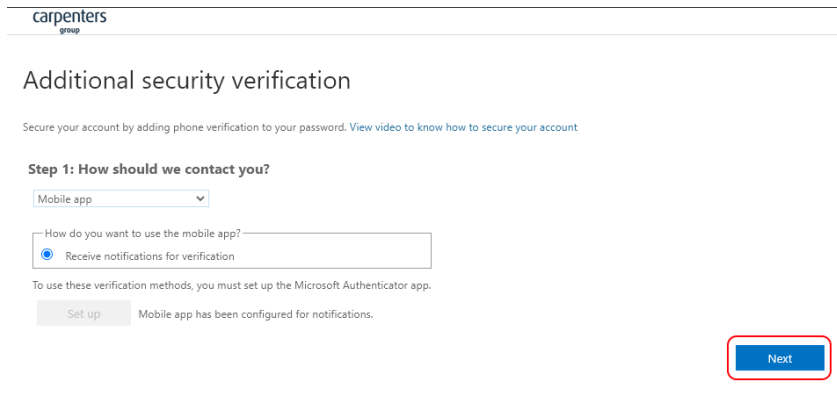 carpenters
group
Additional security verification
Secure your account by adding phone verification to your password. View video to know how to secure your account
Step 1: How should we contact you?
Mobile app
How do you want to use the mobile app?
Receive notifications for verification
To use these verification methods, you must set up the Microsoft Authenticator app.
Set up Mobile app has been configured for notifications.
Next